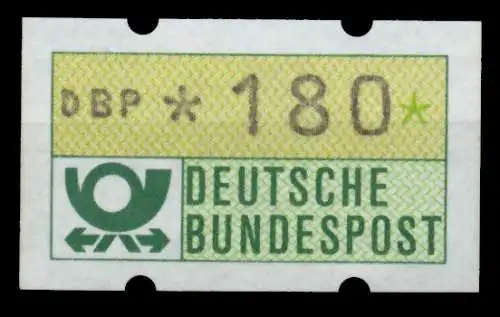 DBP *180*
DEUTSCHE
BUNDESPOST